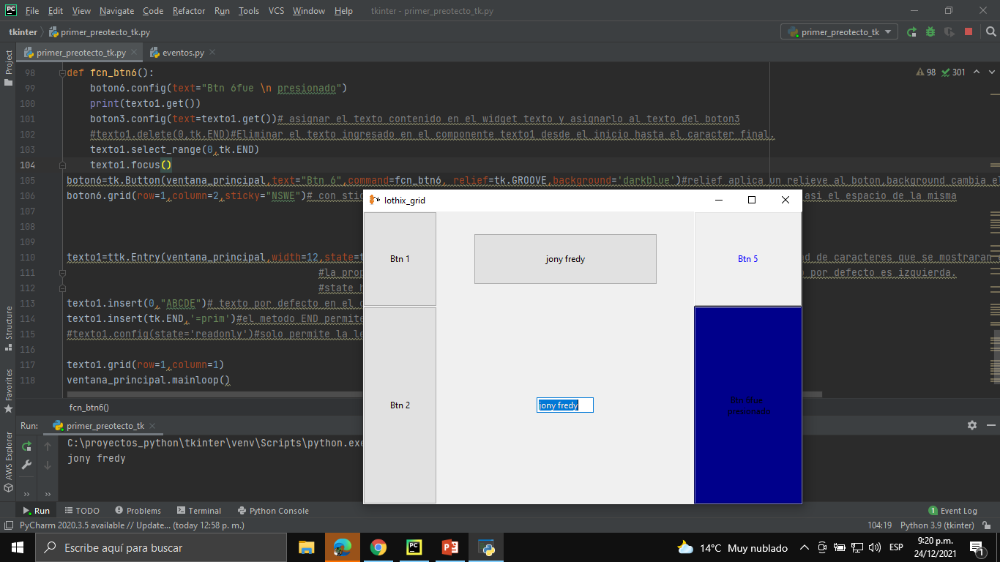 File Edit View Navigate Code Refactor Run Tools VCS Window Help tkinter - primer_preotecto_tk.py
tkinter primer_preotecto_tk.py primer_preotecto_tk
primer_preotecto_tk.py eventos.py
Project
98 301
98 def fcn_btn6():
99 boton6.config(text="Btn 6fue \n presionado")
100 print(texto1.get())
101 boton3.config(text=texto1.get())# asignar el texto contenido en el widget texto y asignarlo al texto del boton3
102 #texto1.delete(0,tk.END)#Eliminar el texto ingresado en el componente texto1 desde el inicio hasta el caracter final.
103 texto1.select_range(0,tk.END)
104 texto1.focus()
105 boton6=tk.Button(ventana_principal,text="Btn 6",command=fcn_btn6, relief=tk.GROOVE,background='darkblue')#relief aplica un relieve al boton,background cambia el
106 boton6.grid(row=1,column=2,sticky="NSWE")# con stic asi el espacio de la misma
107
108
109
110 texto1=ttk.Entry(ventana_principal,width=12,state= ad de caracteres que se mostraran
111 #la prop por defecto es izquierda.
112 #state h
113 texto1.insert(0,"ABCDE")# texto por defecto en el
114 texto1.insert(tk.END,'=prim')#el metodo END permite
115 #texto1.config(state='readonly')#solo permite la le
116
117 texto1.grid(row=1,column=1)
118 ventana_principal.mainloop()
fcn_btn6()
lothix_grid
Btn 1
jony fredy
Btn 5
Btn 2
jony fredy
Btn 6fue
presionado
Structure
Favorites
AWS Explorer
Run: primer_preotecto_tk
C:\proyectos_python\tkinter\venv\Scripts\python.exe
jony fredy
Run TODO Problems Terminal Python Console 1 Event Log
PyCharm 2020.3.5 available // Update... (today 12:58 p. m.) 104:19 Python 3.9 (tkinter)
Escribe aquí para buscar
14°C Muy nublado ESP
9:20 p.m.
24/12/2021
1